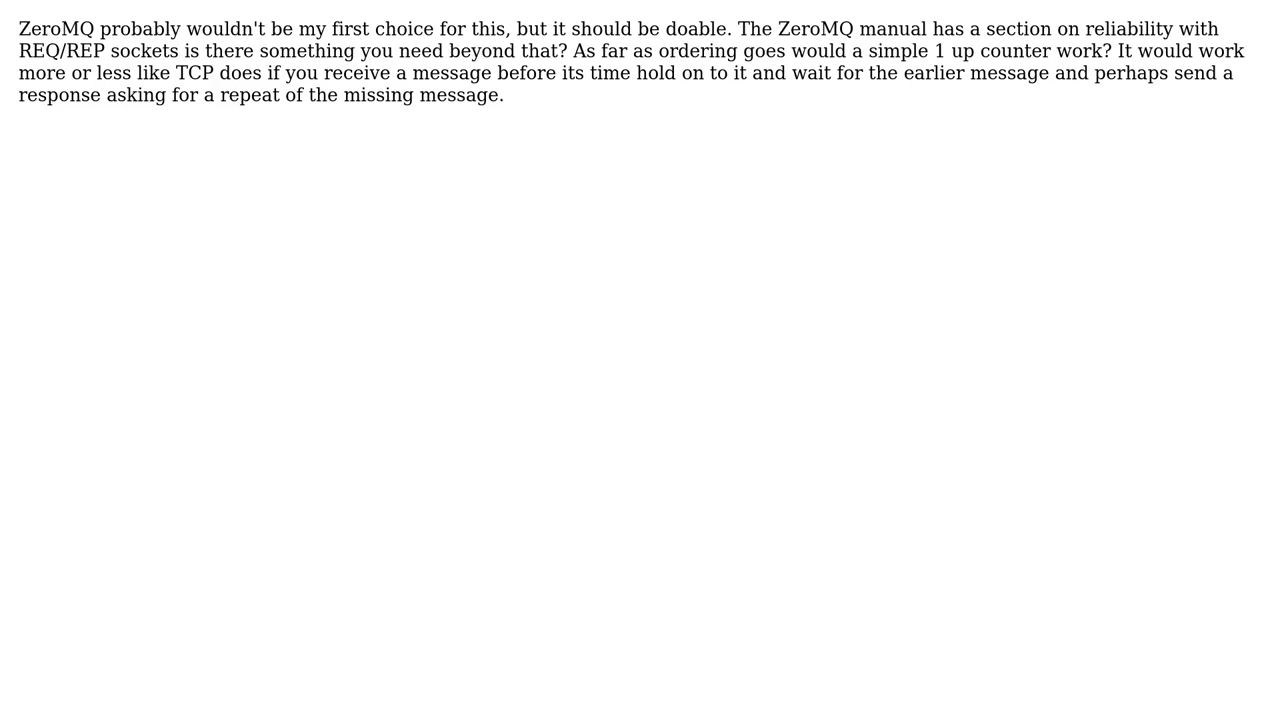 ZeroMQ probably wouldn't be my first choice for this, but it should be doable. The ZeroMQ manual has a section on reliability with
REQ/REP sockets is there something you need beyond that? As far as ordering goes would a simple 1 up counter work? It would work
more or less like TCP does if you receive a message before its time hold on to it and wait for the earlier message and perhaps send a
response asking for a repeat of the missing message.